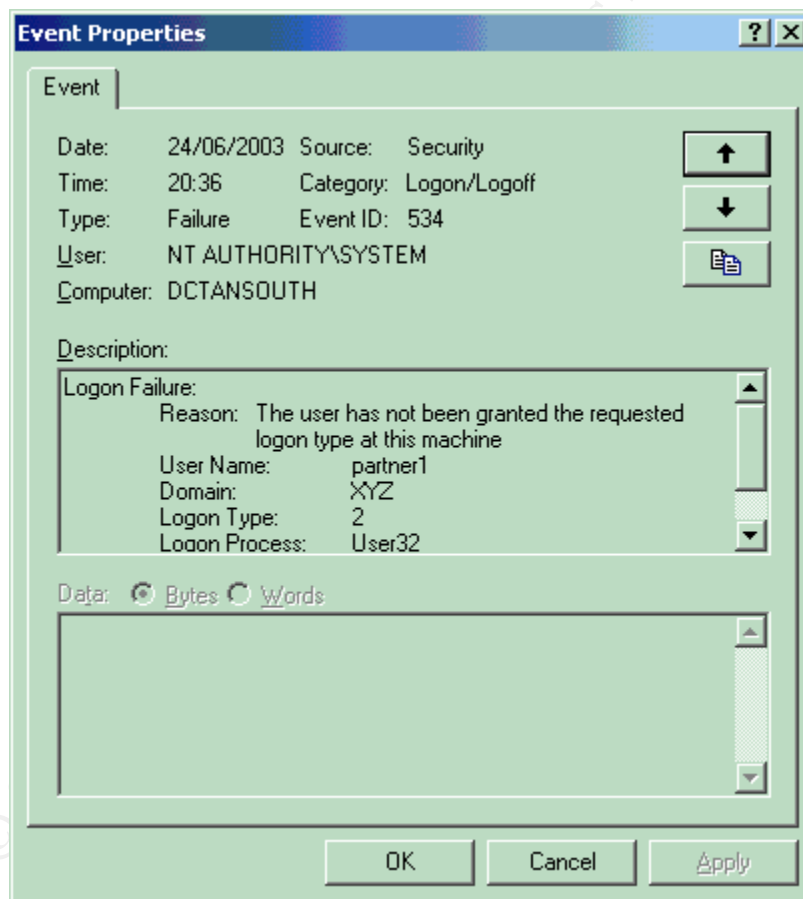 Event Properties
Event
Date: 24/06/2003 Source: Security
Time: 20:36 Category: Logon/Logoff
Type: Failure Event ID: 534
User: NT AUTHORITY\SYSTEM
Computer: DCTANSOUTH
Description:
Logon Failure:
Reason: The user has not been granted the requested
logon type at this machine
User Name: partner1
Domain: XYZ
Logon Type: 2
Logon Process: User32
Data: Bytes Words
OK Cancel Apply